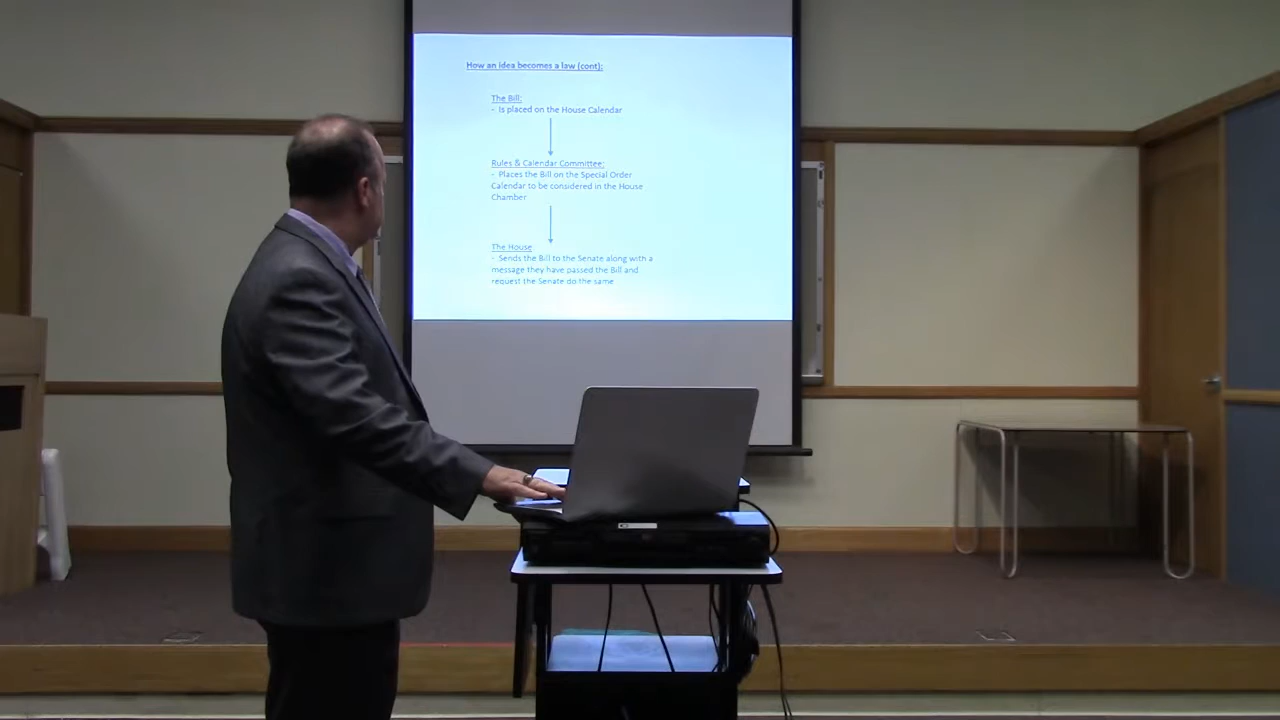 How an idea becomes a law (cont):
The Bill:
- Is placed on the House Calendar
Rules & Calendar Committee:
- Places the Bill on the Special Order
Calendar to be considered in the House
Chamber
The House
- Sends the Bill to the Senate along with a
message they have passed the Bill and
request the Senate do the same